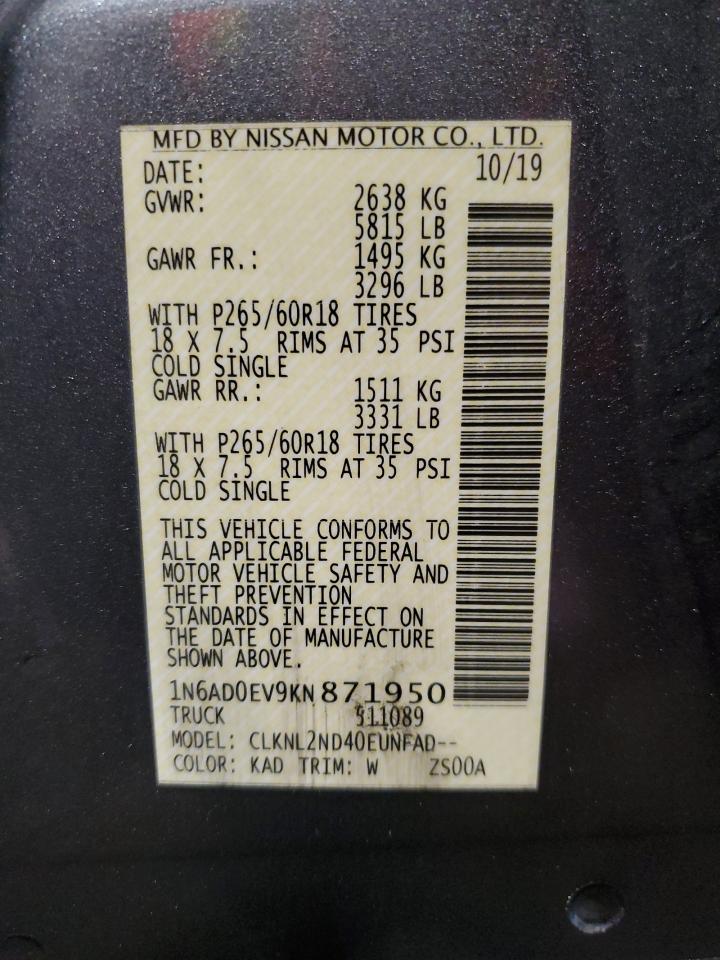 MFD BY NISSAN MOTOR CO., LTD.
DATE: 10/19
GVWR: 2638 KG
5815 LB
GAWR FR.: 1495 KG
3296 LB
WITH P265/60R18 TIRES
18 X 7.5 RIMS AT 35 PSI
COLD SINGLE
GAWR RR.: 1511 KG
3331 LB
WITH P265/60R18 TIRES
18 X 7.5 RIMS AT 35 PSI
COLD SINGLE
THIS VEHICLE CONFORMS TO
ALL APPLICABLE FEDERAL
MOTOR VEHICLE SAFETY AND
THEFT PREVENTION
STANDARDS IN EFFECT ON
THE DATE OF MANUFACTURE
SHOWN ABOVE.
1N6AD0EV9KN871950
TRUCK 511089
MODEL: CLKNL2ND40EUNFAD--
COLOR: KAD TRIM: W ZS00A